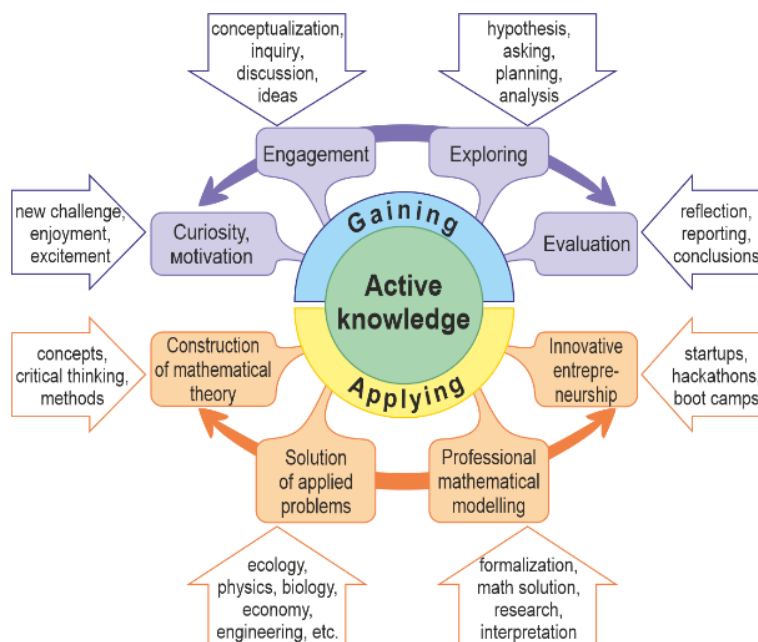 conceptualization,
inquiry,
discussion,
ideas
hypothesis,
asking,
planning,
analysis
Engagement
Exploring
new challenge,
enjoyment,
excitement
Curiosity,
мotivation
Gaining
Evaluation
reflection,
reporting,
conclusions
Active
knowledge
concepts,
critical thinking,
methods
Construction
of mathematical
theory
Applying
Innovative
entrepre-
neurship
startups,
hackathons,
boot camps
Solution
of applied
problems
Professional
mathematical
modelling
ecology,
physics, biology,
economy,
engineering, etc.
formalization,
math solution,
research,
interpretation